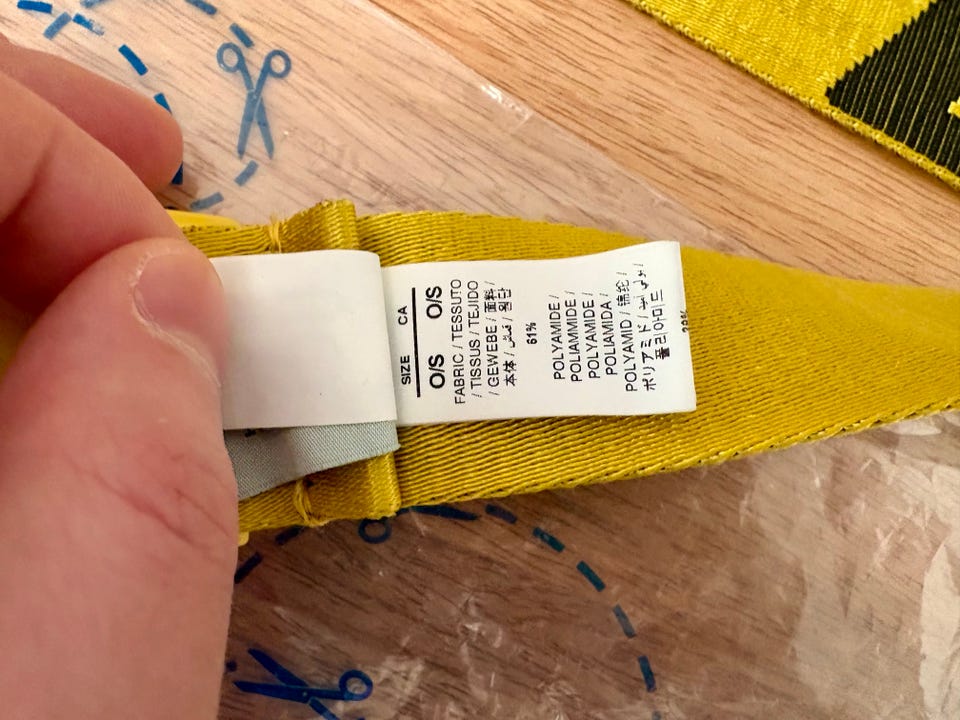 SIZE CA
O/S O/S
FABRIC / TESSUTO
/ TISSUS / TEJIDO
/ GEWEBE / 面料 /
本体 / / 원단
61%
POLYAMIDE /
POLIAMMIDE /
POLYAMIDE /
POLIAMIDA /
POLYAMID / 锦纶 /
ポリアミド /
폴리아미드